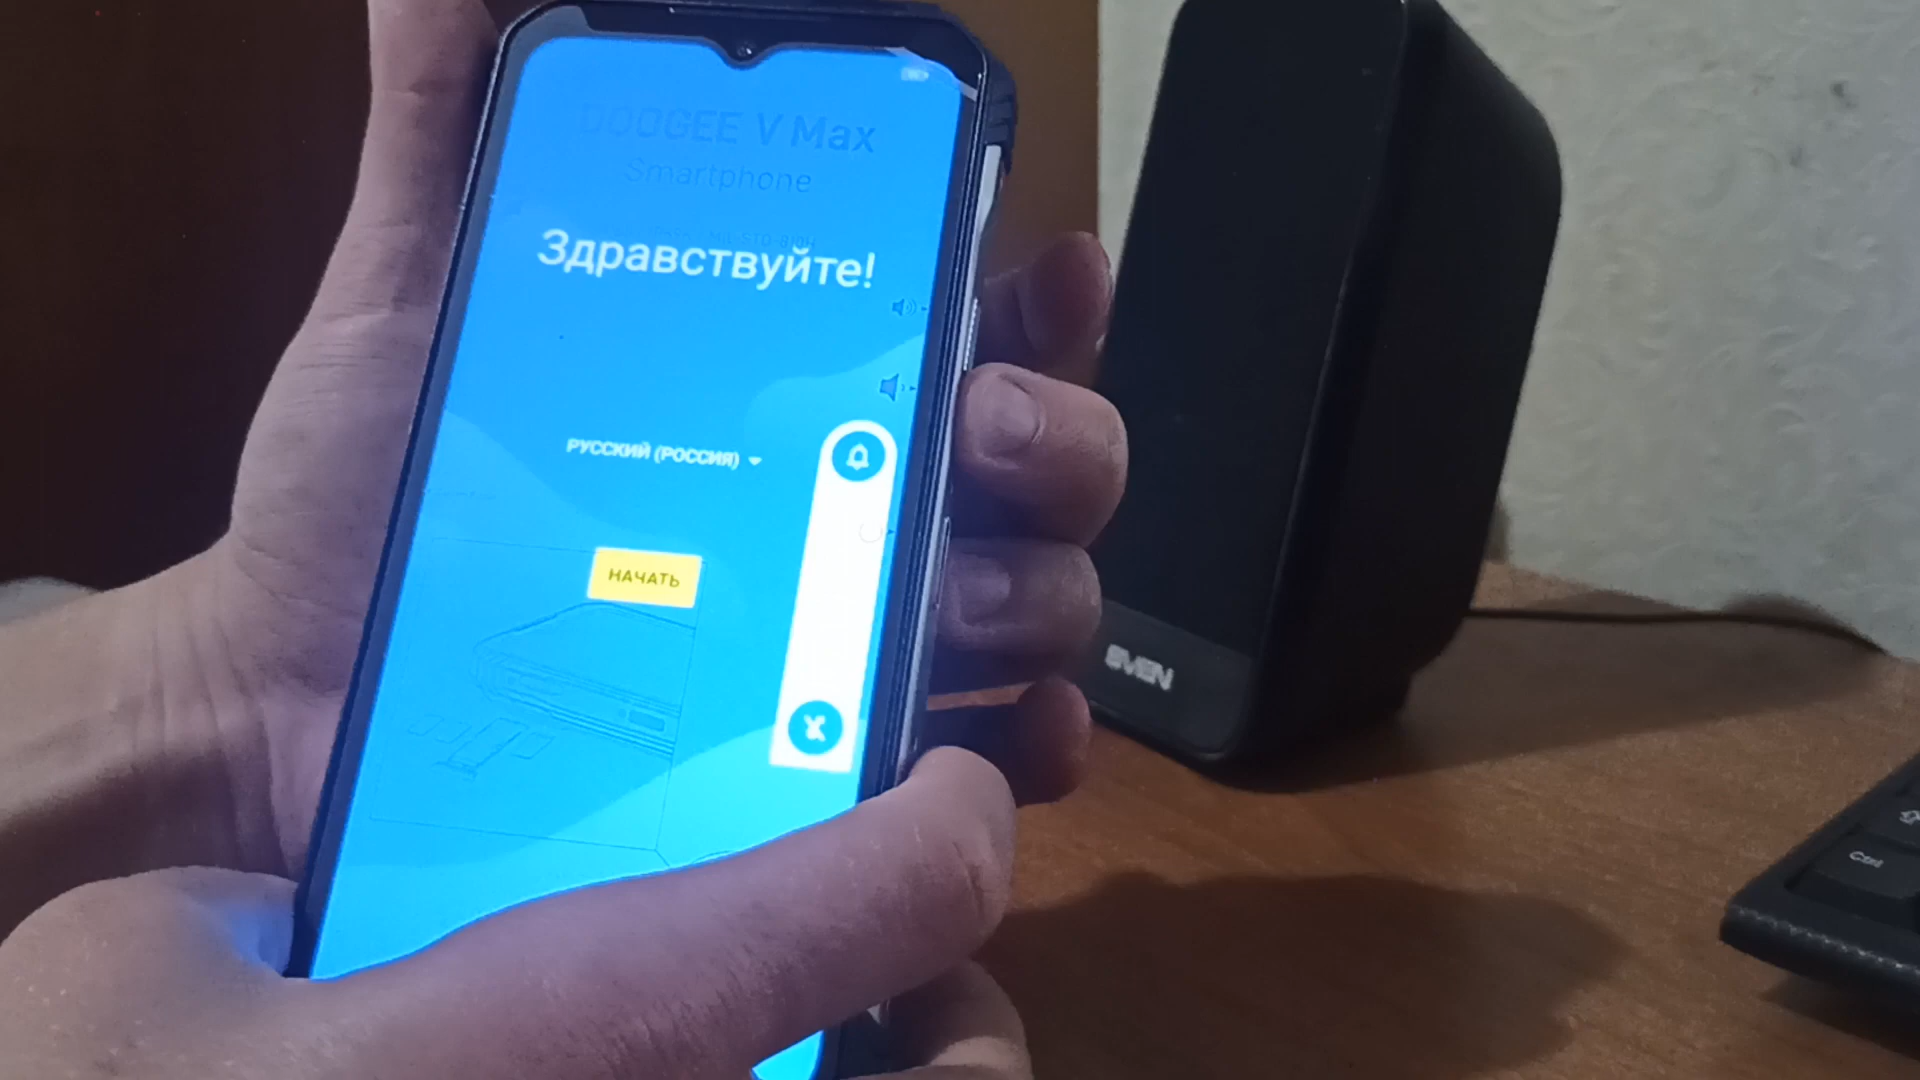 DOOGEE V Max
Smartphone
Здравствуйте!
РУССКИЙ (РОССИЯ)
НАЧАТЬ
SVEN
Ctrl